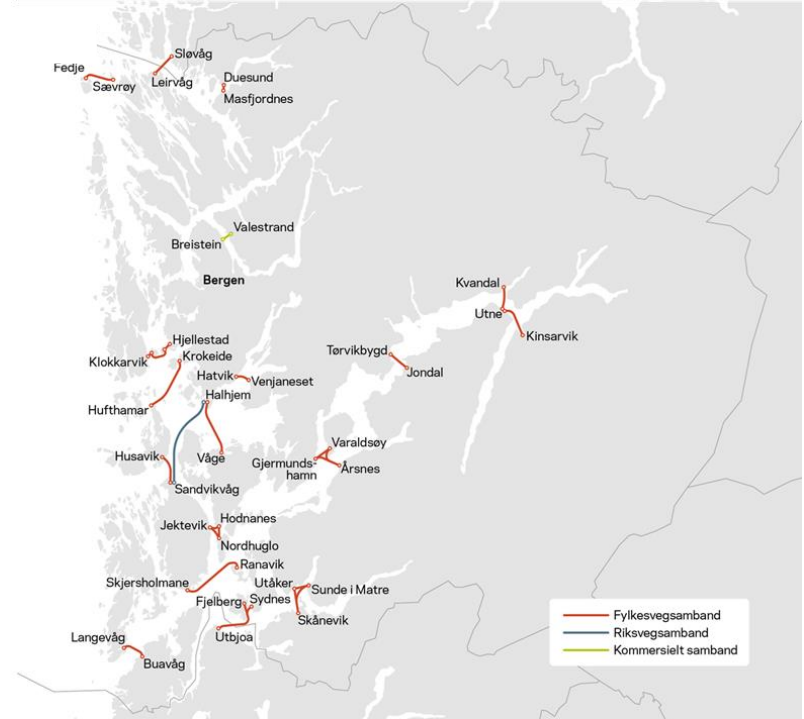 Sløvåg
Fedje
Sævrøy
Leirvåg
Duesund
Masfjordnes
Valestrand
Breistein
Bergen
Kvandal
Utne
Kinsarvik
Hjellestad
Klokkarvik
Krokeide
Tørvikbygd
Jondal
Hatvik
Venjaneset
Halhjem
Hufthamar
Husavik
Våge
Varaldsøy
Gjermunds-
hamn
Årsnes
Sandvikvåg
Hodnanes
Jektevik
Nordhuglo
Ranavik
Skjersholmane
Utåker
Sunde i Matre
Fjelberg
Sydnes
Skånevik
Utbjoa
Langevåg
Buavåg
Fylkesvegsamband
Riksvegsamband
Kommersielt samband